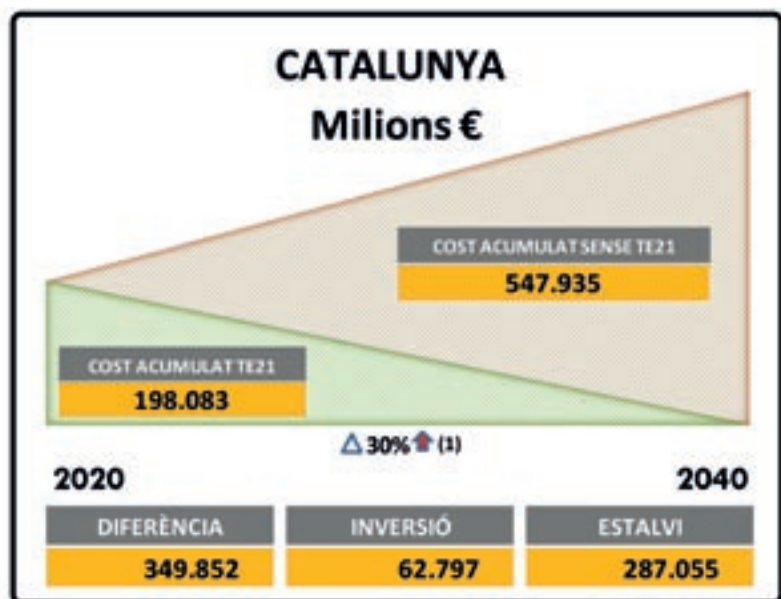 CATALUNYA
Milions €
COST ACUMULAT SENSE TE21
547.935
COST ACUMULAT TE21
198.083
△ 30% (1)
2020 2040
DIFERÈNCIA INVERSIÓ ESTALVI
349.852 62.797 287.055